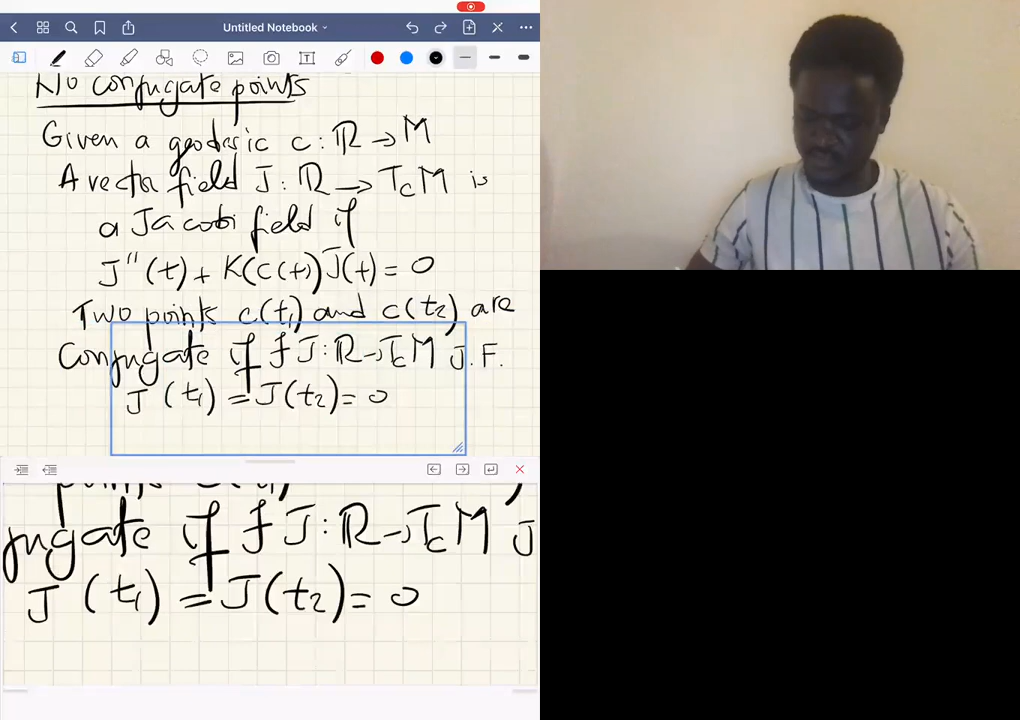 Untitled Notebook
No conjugate points
Given a geodesic c: ℝ → M
A vector field J: ℝ → T_cM is
a Jacobi field if
J''(t) + K(c(t))J(t) = 0
Two points c(t₁) and c(t₂) are
Conjugate if ∃ J: ℝ → T_cM J.F.
J(t₁) = J(t₂) = 0
jugate if ∃ J: ℝ → T_cM J
J(t₁) = J(t₂) = 0